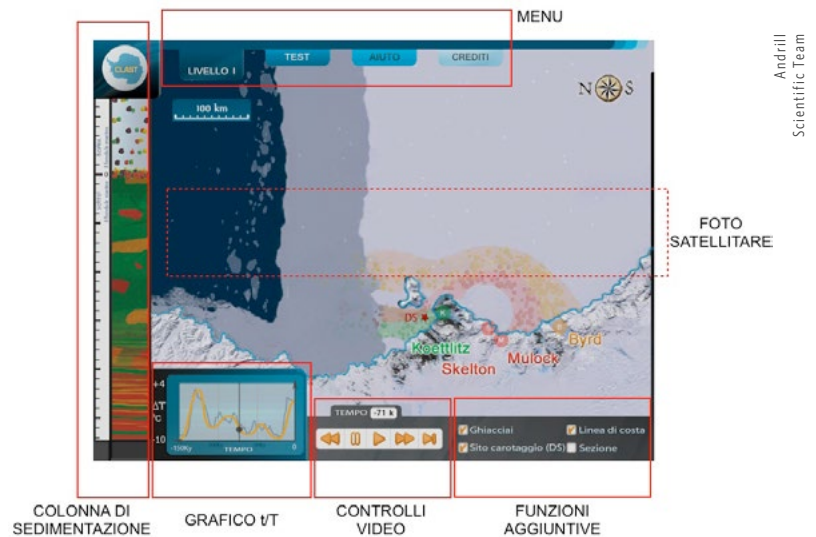 MENU
Andrill
Scientific Team
CLAST
LIVELLO I
TEST
AIUTO
CREDITI
100 km
N S
FOTO
SATELLITARE
DS
Koettlitz
Skelton
Mulock
Byrd
+4
ΔT
°C
-10
-150Ky
TEMPO
0
TEMPO -71 k
Ghiacciai
Linea di costa
Sito carotaggio (DS)
Sezione
COLONNA DI
SEDIMENTAZIONE
GRAFICO t/T
CONTROLLI
VIDEO
FUNZIONI
AGGIUNTIVE